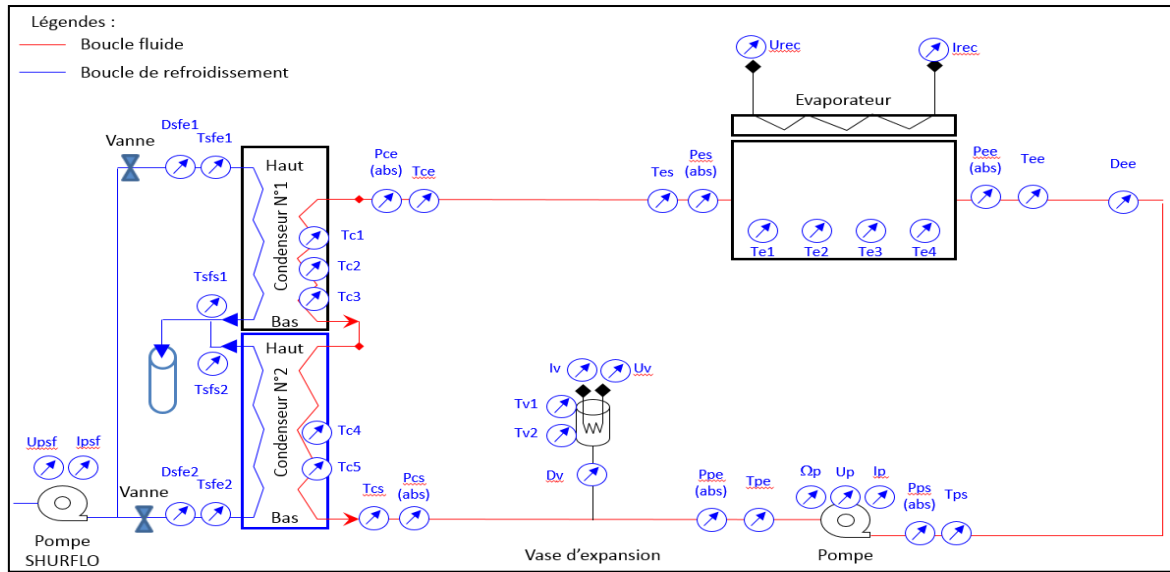 Légendes :
Boucle fluide
Boucle de refroidissement
Urec
Irec
Evaporateur
Vanne
Dsfe1
Tsfe1
Haut
Condenseur N°1
Bas
Pce
(abs)
Tce
Tc1
Tc2
Tc3
Tes
Pes
(abs)
Te1
Te2
Te3
Te4
Pee
(abs)
Tee
Dee
Tsfs1
Tsfs2
Haut
Condenseur N°2
Bas
Tc4
Tc5
Iv
Uv
Tv1
Tv2
Dv
Upsf
Ipsf
Vanne
Dsfe2
Tsfe2
Tcs
Pcs
(abs)
Ppe
(abs)
Tpe
Ωp
Up
Ip
Pps
(abs)
Tps
Pompe
SHURFLO
Vase d'expansion
Pompe